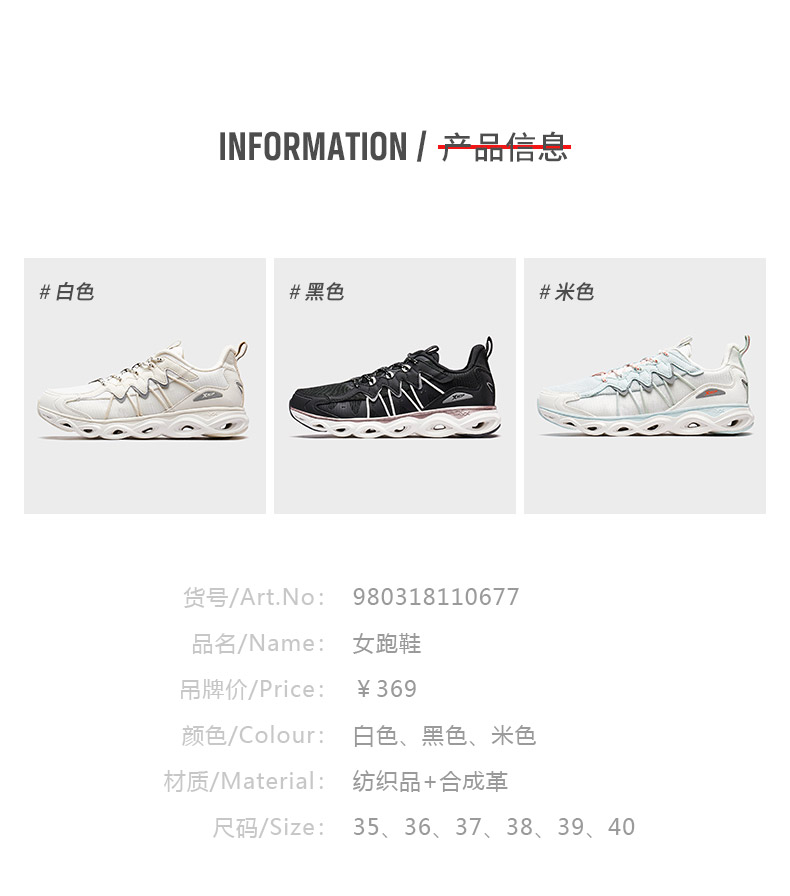 INFORMATION / 产品信息
# 白色
# 黑色
# 米色
货号/Art.No： 980318110677
品名/Name： 女跑鞋
吊牌价/Price： ￥369
颜色/Colour： 白色、黑色、米色
材质/Material： 纺织品+合成革
尺码/Size： 35、36、37、38、39、40